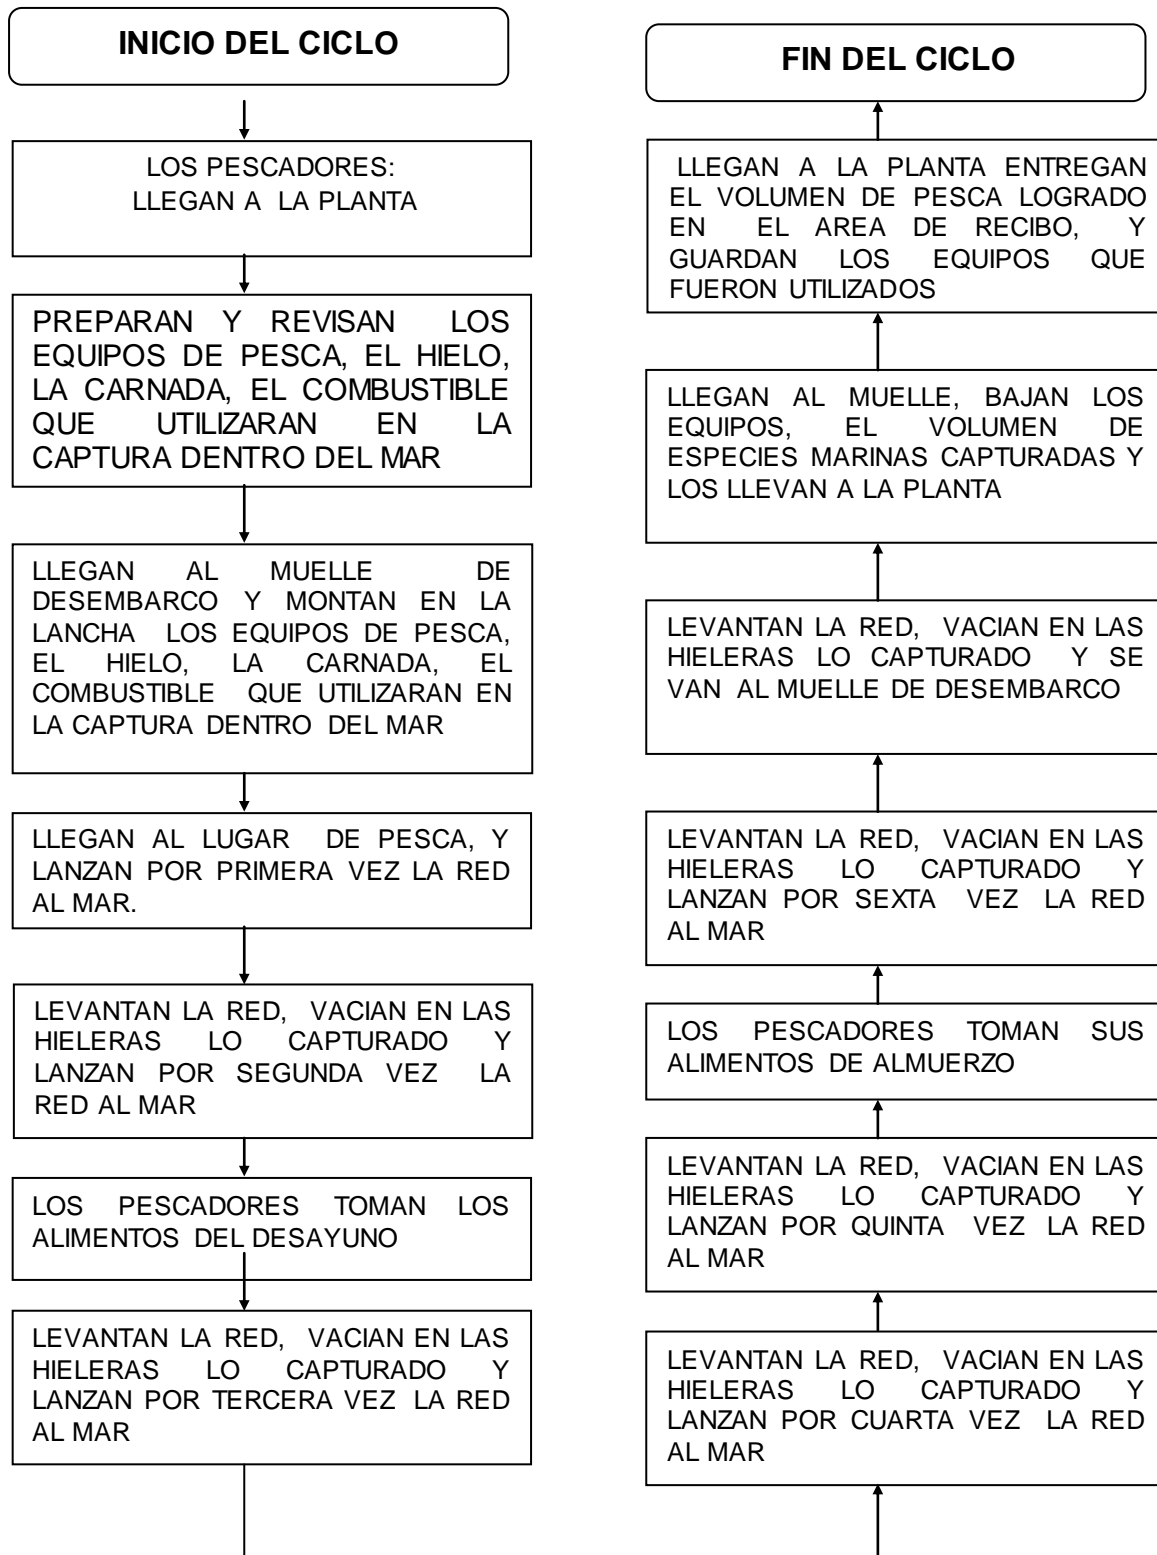 INICIO DEL CICLO
LOS PESCADORES:
LLEGAN A LA PLANTA
PREPARAN Y REVISAN LOS
EQUIPOS DE PESCA, EL HIELO,
LA CARNADA, EL COMBUSTIBLE
QUE UTILIZARAN EN LA
CAPTURA DENTRO DEL MAR
LLEGAN AL MUELLE DE
DESEMBARCO Y MONTAN EN LA
LANCHA LOS EQUIPOS DE PESCA,
EL HIELO, LA CARNADA, EL
COMBUSTIBLE QUE UTILIZARAN EN
LA CAPTURA DENTRO DEL MAR
LLEGAN AL LUGAR DE PESCA, Y
LANZAN POR PRIMERA VEZ LA RED
AL MAR.
LEVANTAN LA RED, VACIAN EN LAS
HIELERAS LO CAPTURADO Y
LANZAN POR SEGUNDA VEZ LA
RED AL MAR
LOS PESCADORES TOMAN LOS
ALIMENTOS DEL DESAYUNO
LEVANTAN LA RED, VACIAN EN LAS
HIELERAS LO CAPTURADO Y
LANZAN POR TERCERA VEZ LA RED
AL MAR
LEVANTAN LA RED, VACIAN EN LAS
HIELERAS LO CAPTURADO Y
LANZAN POR CUARTA VEZ LA RED
AL MAR
LEVANTAN LA RED, VACIAN EN LAS
HIELERAS LO CAPTURADO Y
LANZAN POR QUINTA VEZ LA RED
AL MAR
LOS PESCADORES TOMAN SUS
ALIMENTOS DE ALMUERZO
LEVANTAN LA RED, VACIAN EN LAS
HIELERAS LO CAPTURADO Y
LANZAN POR SEXTA VEZ LA RED
AL MAR
LEVANTAN LA RED, VACIAN EN LAS
HIELERAS LO CAPTURADO Y SE
VAN AL MUELLE DE DESEMBARCO
LLEGAN AL MUELLE, BAJAN LOS
EQUIPOS, EL VOLUMEN DE
ESPECIES MARINAS CAPTURADAS Y
LOS LLEVAN A LA PLANTA
LLEGAN A LA PLANTA ENTREGAN
EL VOLUMEN DE PESCA LOGRADO
EN EL AREA DE RECIBO, Y
GUARDAN LOS EQUIPOS QUE
FUERON UTILIZADOS
FIN DEL CICLO